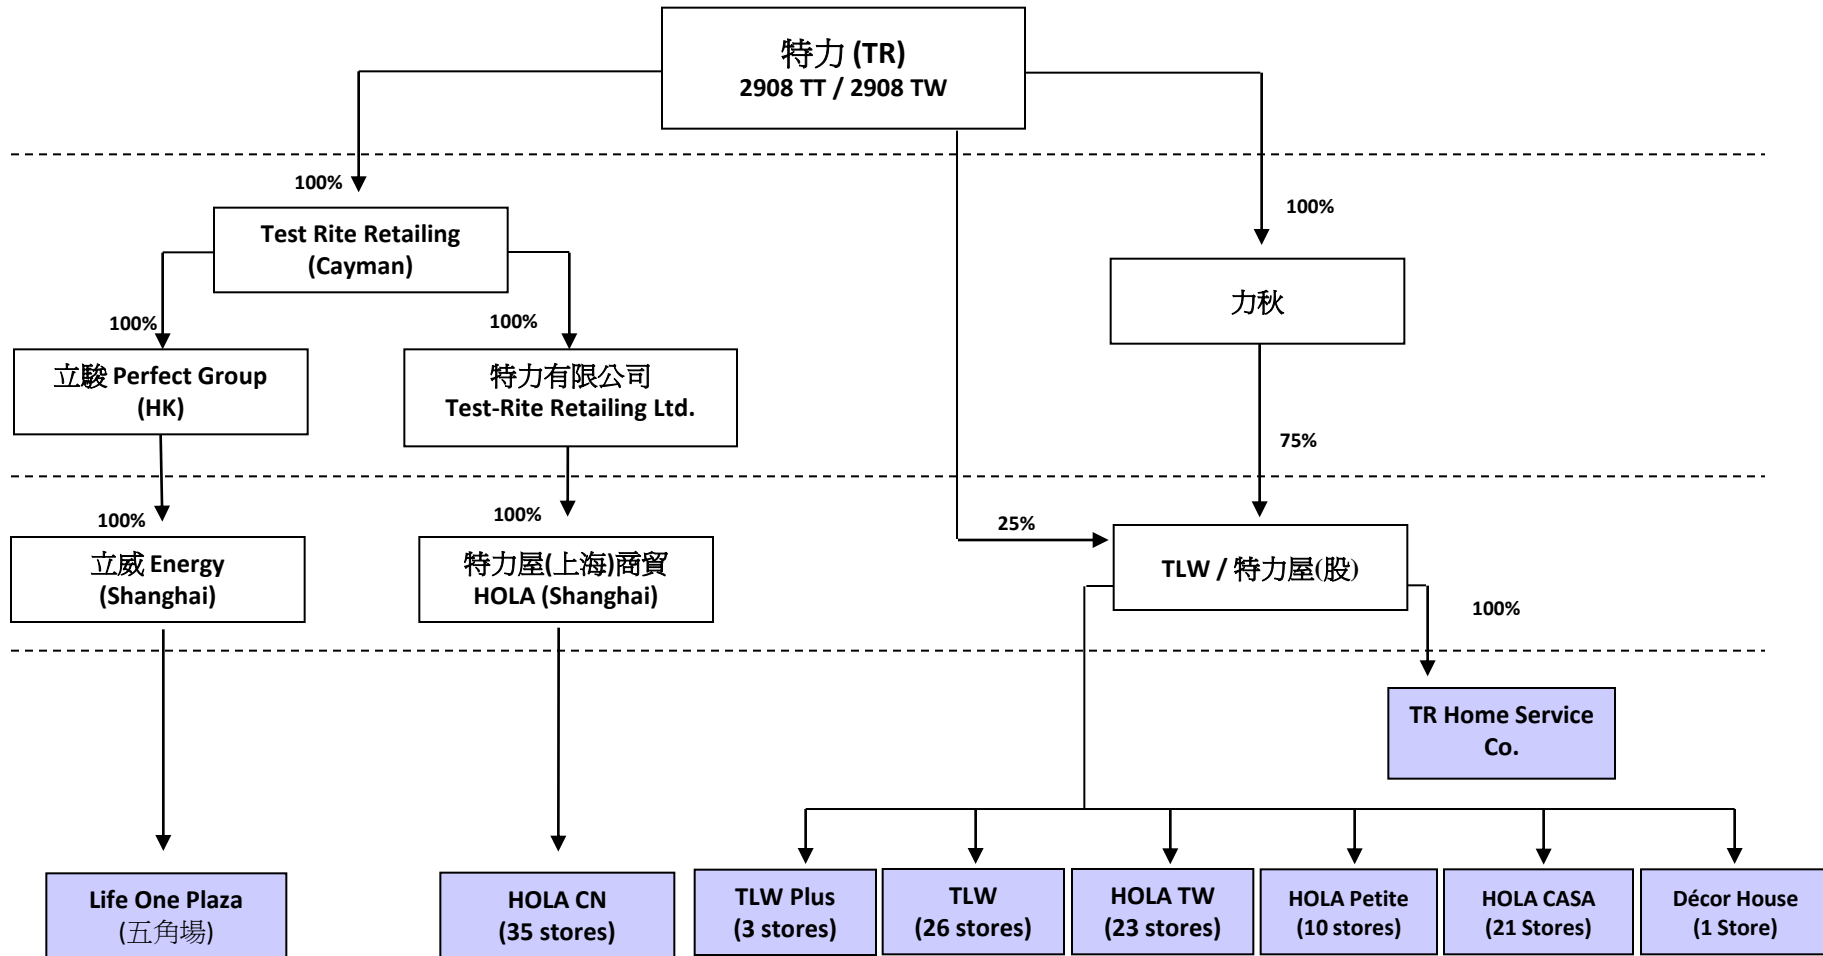 特力 (TR)
2908 TT / 2908 TW
100%
Test Rite Retailing
(Cayman)
100%
力秋
100%
100%
立駿 Perfect Group
(HK)
特力有限公司
Test-Rite Retailing Ltd.
75%
100%
100%
25%
立威 Energy
(Shanghai)
特力屋(上海)商貿
HOLA (Shanghai)
TLW / 特力屋(股)
100%
TR Home Service
Co.
Life One Plaza
(五角場)
HOLA CN
(35 stores)
TLW Plus
(3 stores)
TLW
(26 stores)
HOLA TW
(23 stores)
HOLA Petite
(10 stores)
HOLA CASA
(21 Stores)
Décor House
(1 Store)